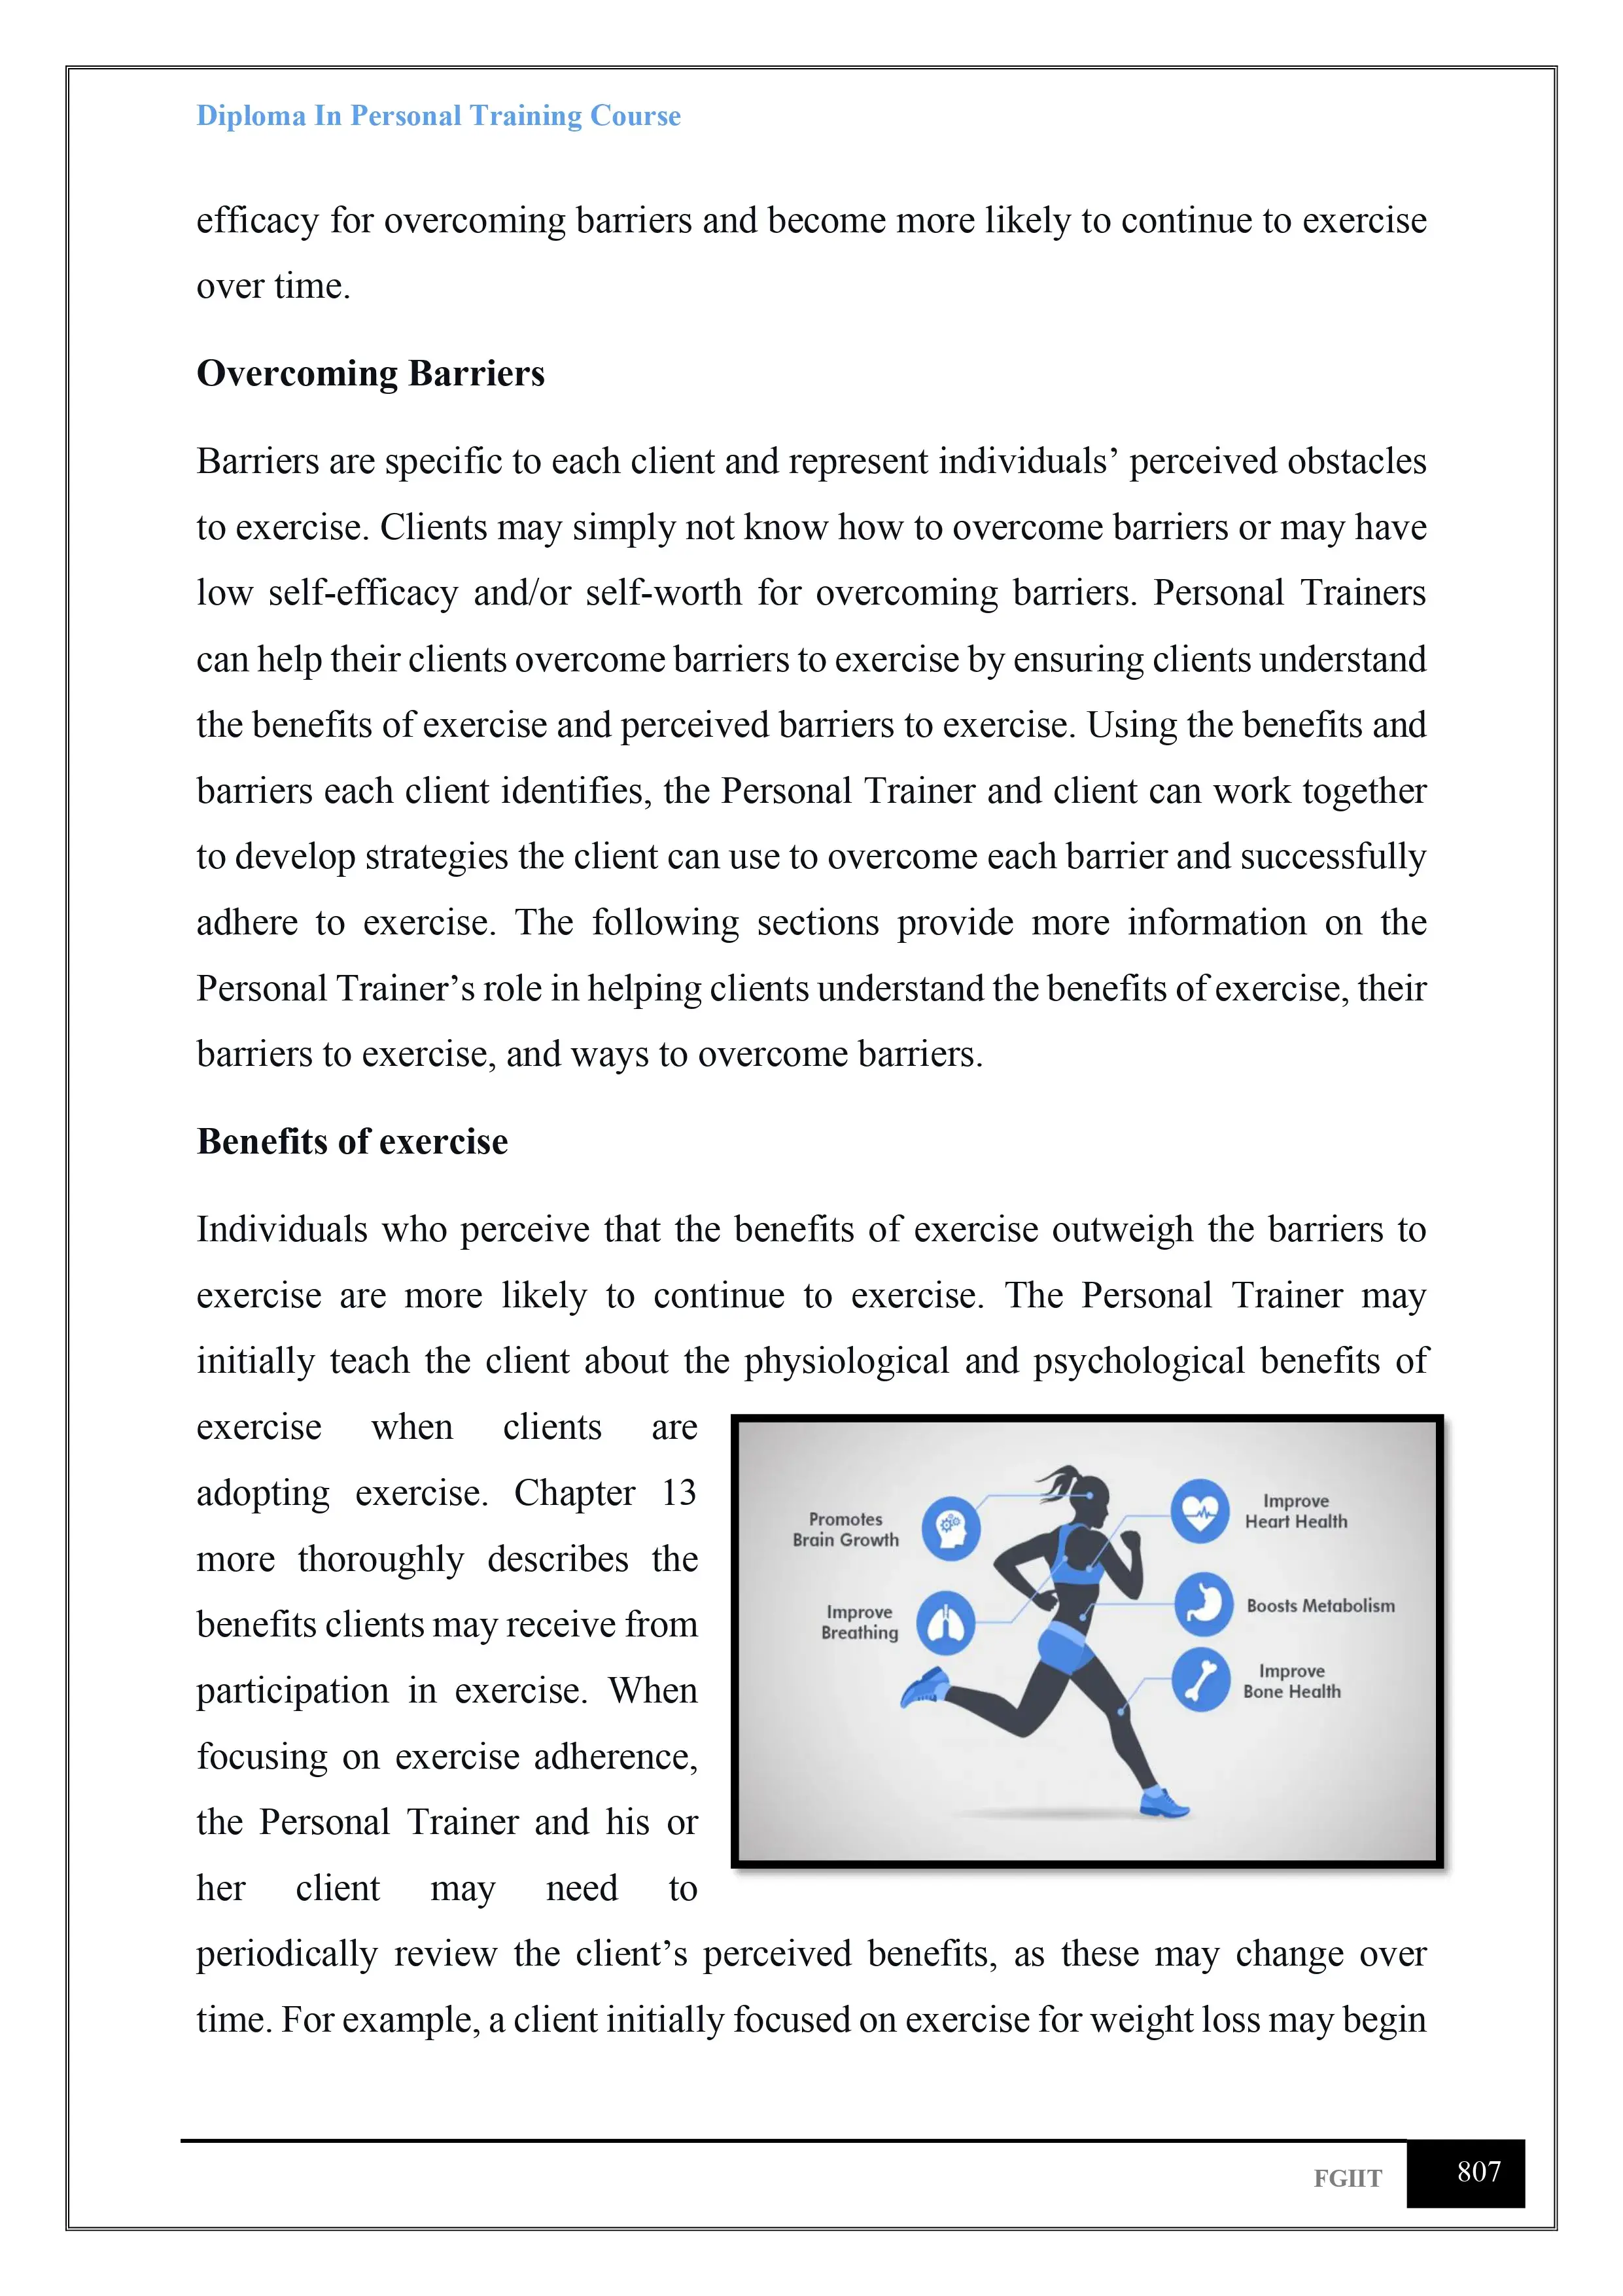 Diploma In Personal Training Course
efficacy for overcoming barriers and become more likely to continue to exercise
over time.
Overcoming Barriers
Barriers are specific to each client and represent individuals’ perceived obstacles
to exercise. Clients may simply not know how to overcome barriers or may have
low self-efficacy and/or self-worth for overcoming barriers. Personal Trainers
can help their clients overcome barriers to exercise by ensuring clients understand
the benefits of exercise and perceived barriers to exercise. Using the benefits and
barriers each client identifies, the Personal Trainer and client can work together
to develop strategies the client can use to overcome each barrier and successfully
adhere to exercise. The following sections provide more information on the
Personal Trainer’s role in helping clients understand the benefits of exercise, their
barriers to exercise, and ways to overcome barriers.
Benefits of exercise
Individuals who perceive that the benefits of exercise outweigh the barriers to
exercise are more likely to continue to exercise. The Personal Trainer may
initially teach the client about the physiological and psychological benefits of
exercise when clients are
adopting exercise. Chapter 13
more thoroughly describes the
benefits clients may receive from
participation in exercise. When
focusing on exercise adherence,
the Personal Trainer and his or
her client may need to
periodically review the client’s perceived benefits, as these may change over
time. For example, a client initially focused on exercise for weight loss may begin
Promotes
Brain Growth
Improve
Breathing
Improve
Heart Health
Boosts Metabolism
Improve
Bone Health
FGIIT
807